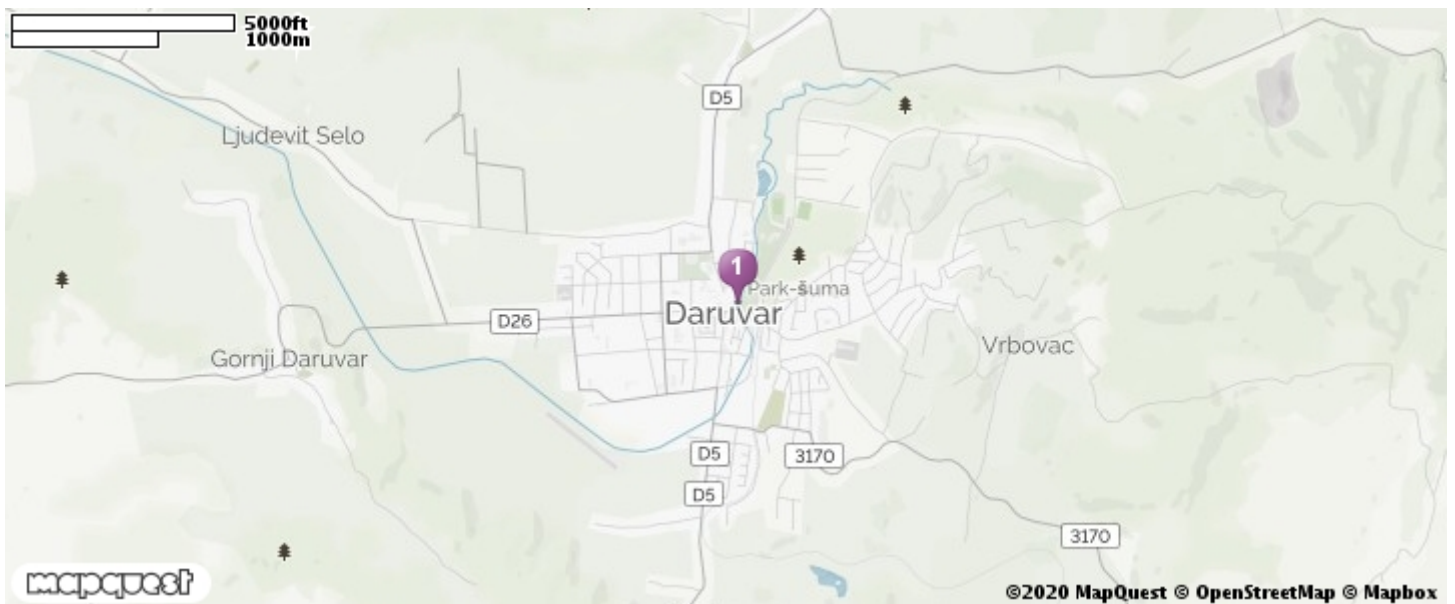 5000ft
1000m
D5
Ljudevit Selo
1
Park-šuma
Daruvar
D26
Vrbovac
Gornji Daruvar
D5
3170
D5
3170
mapquest
©2020 MapQuest © OpenStreetMap © Mapbox